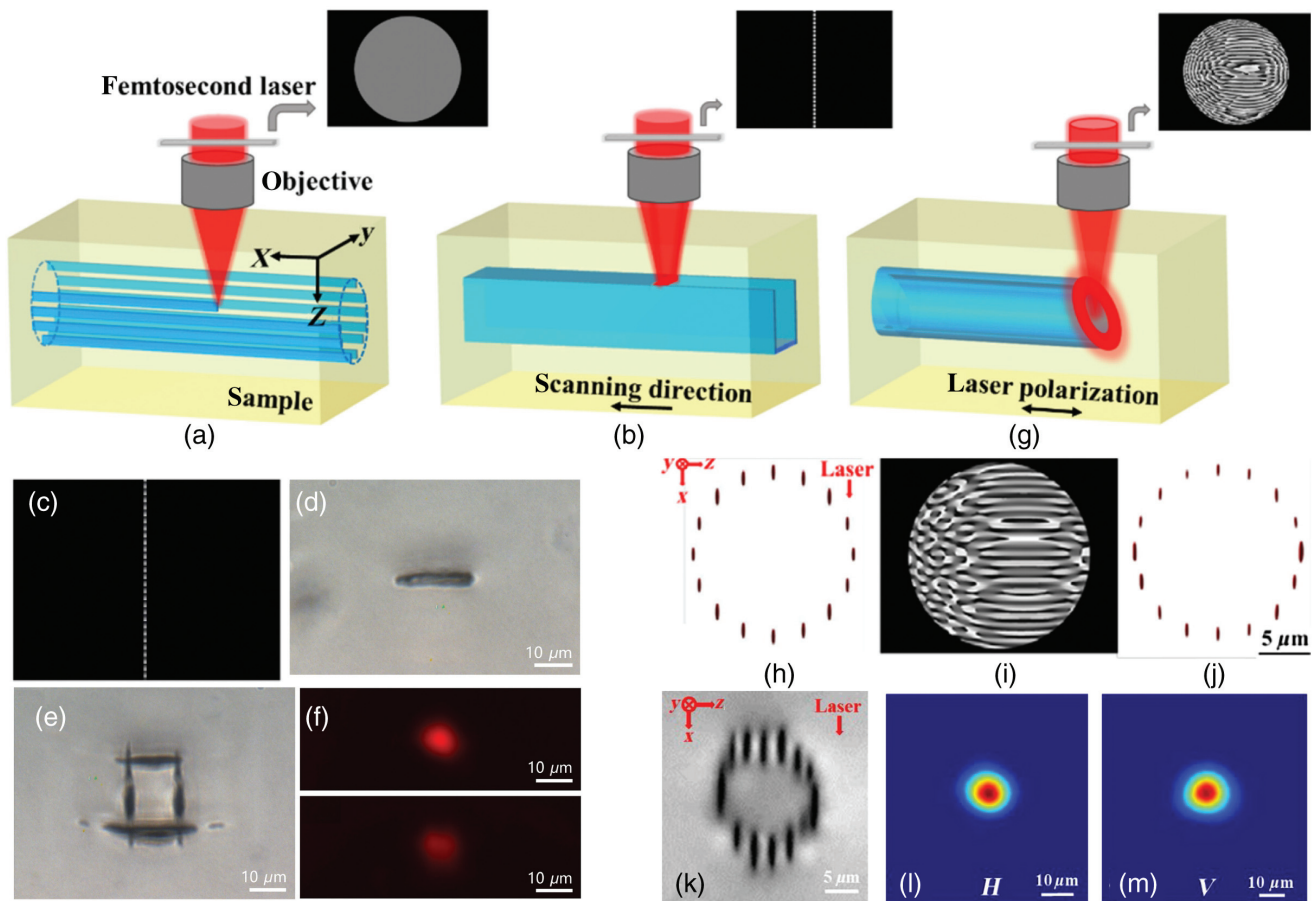 Femtosecond laser
Objective
X
y
Z
Sample
(a)
Scanning direction
(b)
Laser polarization
(g)
(c)
(d)
10 μm
(e)
10 μm
(f)
10 μm
10 μm
y z
x
Laser
(h)
(i)
5 μm
(j)
y z
x
Laser
(k)
5 μm
(l)
H
10 μm
(m)
V
10 μm